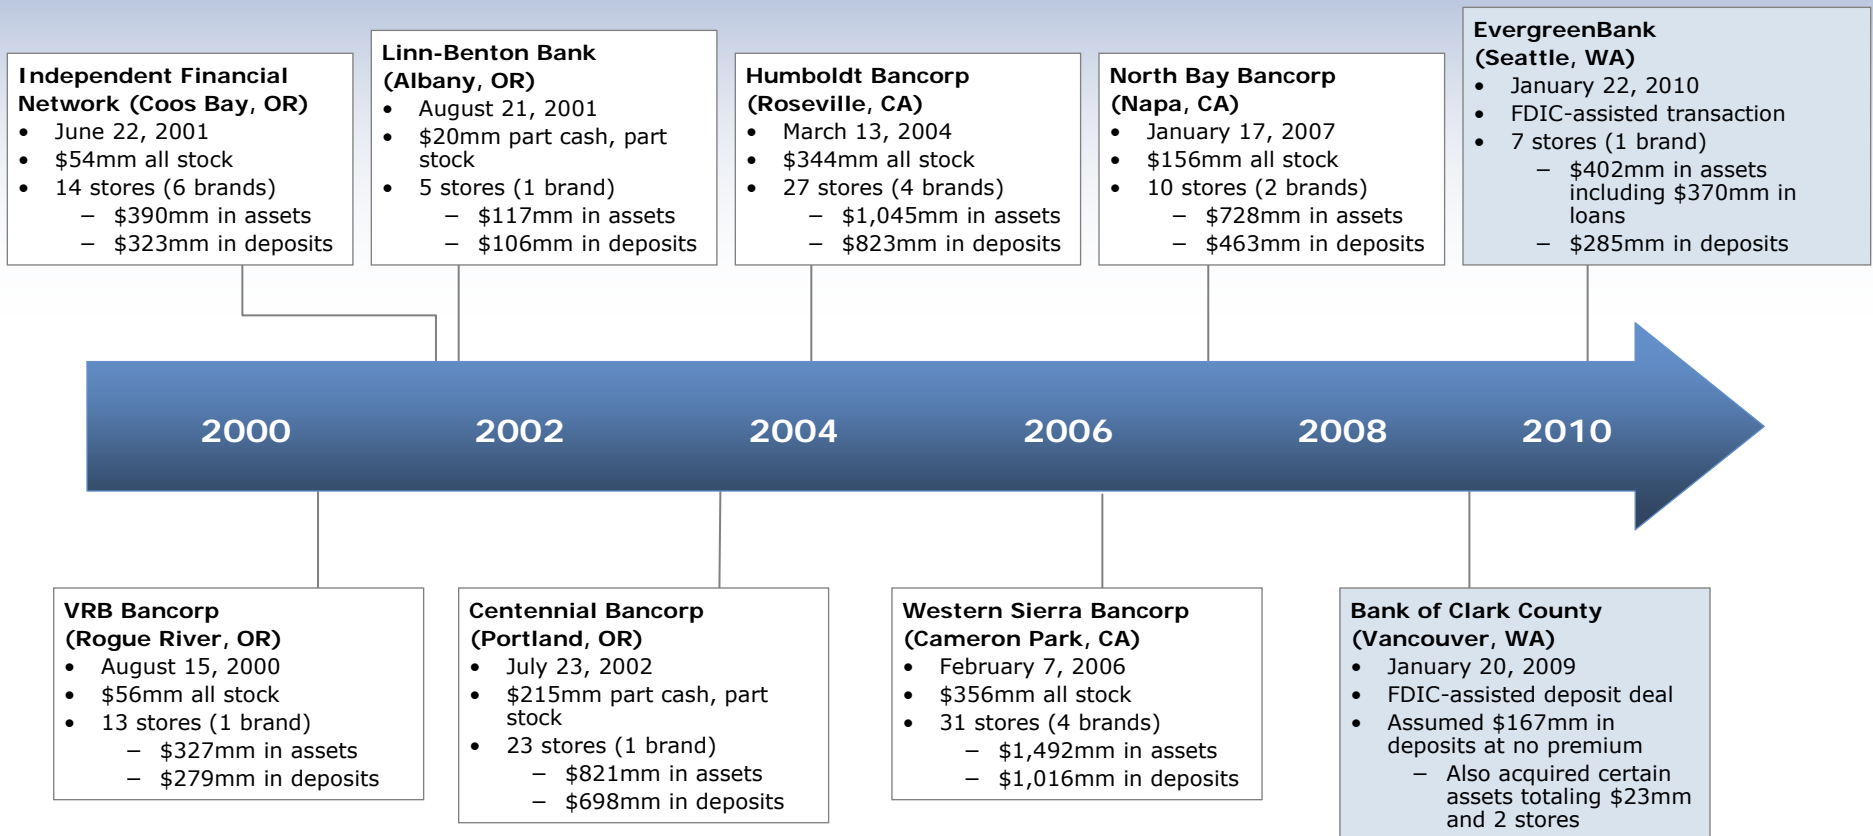 Independent Financial
Network (Coos Bay, OR)
• June 22, 2001
• $54mm all stock
• 14 stores (6 brands)
– $390mm in assets
– $323mm in deposits
Linn-Benton Bank
(Albany, OR)
• August 21, 2001
• $20mm part cash, part
stock
• 5 stores (1 brand)
– $117mm in assets
– $106mm in deposits
Humboldt Bancorp
(Roseville, CA)
• March 13, 2004
• $344mm all stock
• 27 stores (4 brands)
– $1,045mm in assets
– $823mm in deposits
North Bay Bancorp
(Napa, CA)
• January 17, 2007
• $156mm all stock
• 10 stores (2 brands)
– $728mm in assets
– $463mm in deposits
EvergreenBank
(Seattle, WA)
• January 22, 2010
• FDIC-assisted transaction
• 7 stores (1 brand)
– $402mm in assets
including $370mm in
loans
– $285mm in deposits
2000 2002 2004 2006 2008 2010
VRB Bancorp
(Rogue River, OR)
• August 15, 2000
• $56mm all stock
• 13 stores (1 brand)
– $327mm in assets
– $279mm in deposits
Centennial Bancorp
(Portland, OR)
• July 23, 2002
• $215mm part cash, part
stock
• 23 stores (1 brand)
– $821mm in assets
– $698mm in deposits
Western Sierra Bancorp
(Cameron Park, CA)
• February 7, 2006
• $356mm all stock
• 31 stores (4 brands)
– $1,492mm in assets
– $1,016mm in deposits
Bank of Clark County
(Vancouver, WA)
• January 20, 2009
• FDIC-assisted deposit deal
• Assumed $167mm in
deposits at no premium
– Also acquired certain
assets totaling $23mm
and 2 stores